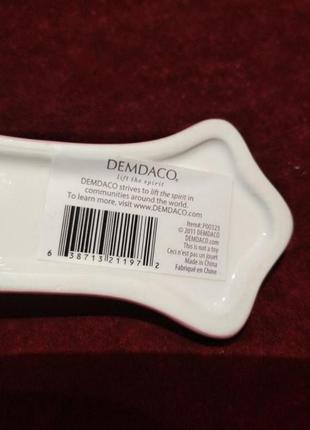 DEMDACO®
lift the spirit
DEMDACO strives to lift the spirit in
communities around the world.
To learn more, visit www.DEMDACO.com
Item#: P00323
© 2011 DEMDACO
DEMDACO.com
This is not a toy
Ceci n'est pas un jouet
Made in China
Fabriqué en Chine
6 38713 21197 2